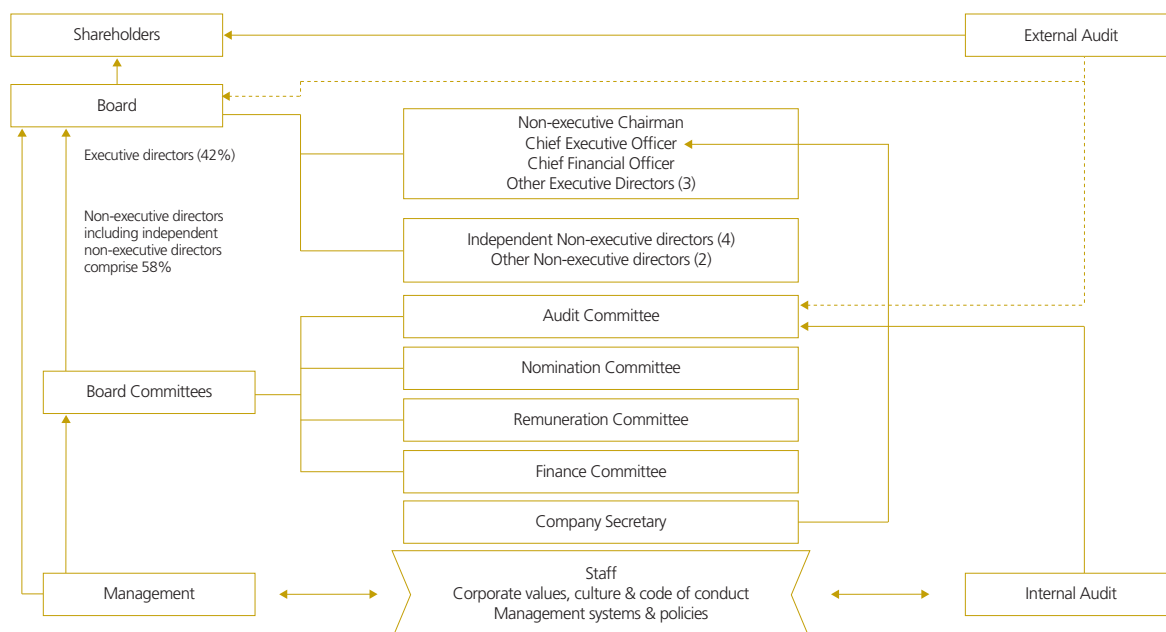 Shareholders
External Audit
Board
Executive directors (42%)
Non-executive directors
including independent
non-executive directors
comprise 58%
Non-executive Chairman
Chief Executive Officer
Chief Financial Officer
Other Executive Directors (3)
Independent Non-executive directors (4)
Other Non-executive directors (2)
Audit Committee
Board Committees
Nomination Committee
Remuneration Committee
Finance Committee
Company Secretary
Management
Staff
Corporate values, culture & code of conduct
Management systems & policies
Internal Audit